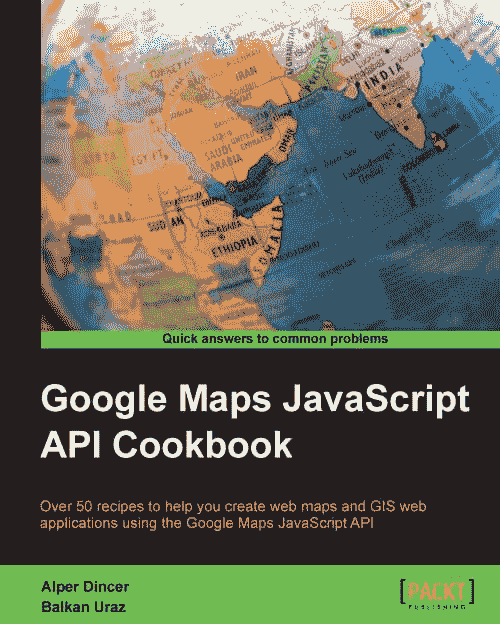 IRAN
INDIA
SAUDI
ARABIA
OMAN
SUDAN
ETHIOPIA
SOMALIA
Quick answers to common problems
Google Maps JavaScript
API Cookbook
Over 50 recipes to help you create web maps and GIS web
applications using the Google Maps JavaScript API
Alper Dincer
Balkan Uraz
[PACKT]
PUBLISHING